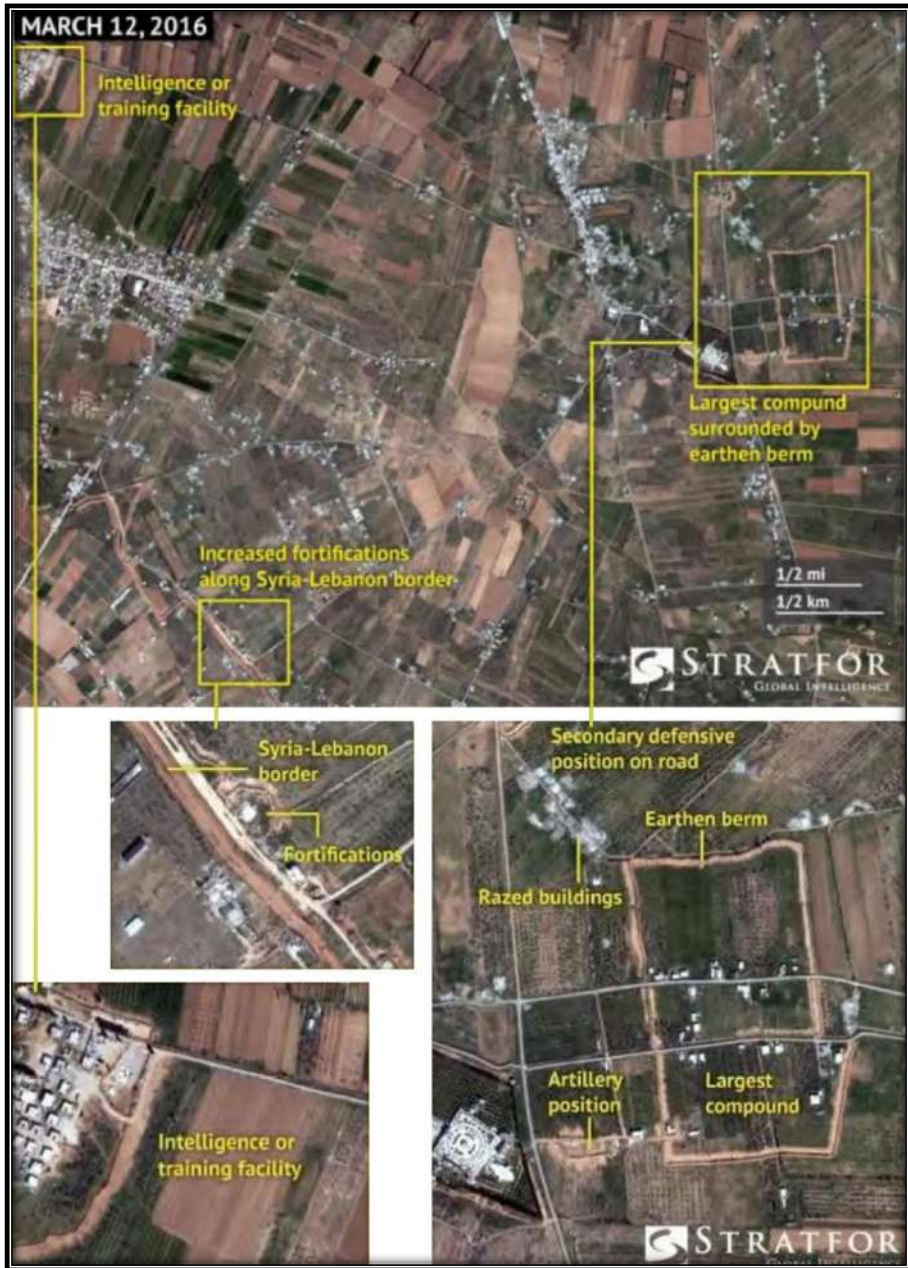 MARCH 12, 2016
Intelligence or
training facility
Largest compund
surrounded by
earthen berm
Increased fortifications
along Syria-Lebanon border
1/2 mi
1/2 km
STRATFOR
GLOBAL INTELLIGENCE
Syria-Lebanon
border
Fortifications
Secondary defensive
position on road
Earthen berm
Razed buildings
Artillery
position
Largest
compound
Intelligence or
training facility
STRATFOR
GLOBAL INTELLIGENCE